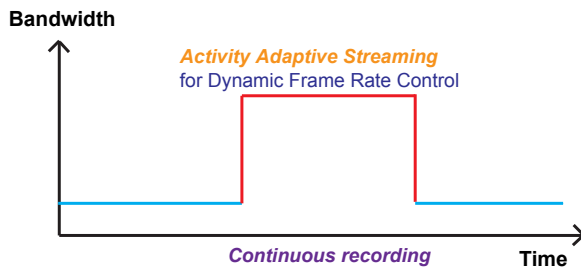 Bandwidth
Activity Adaptive Streaming
for Dynamic Frame Rate Control
Continuous recording
Time